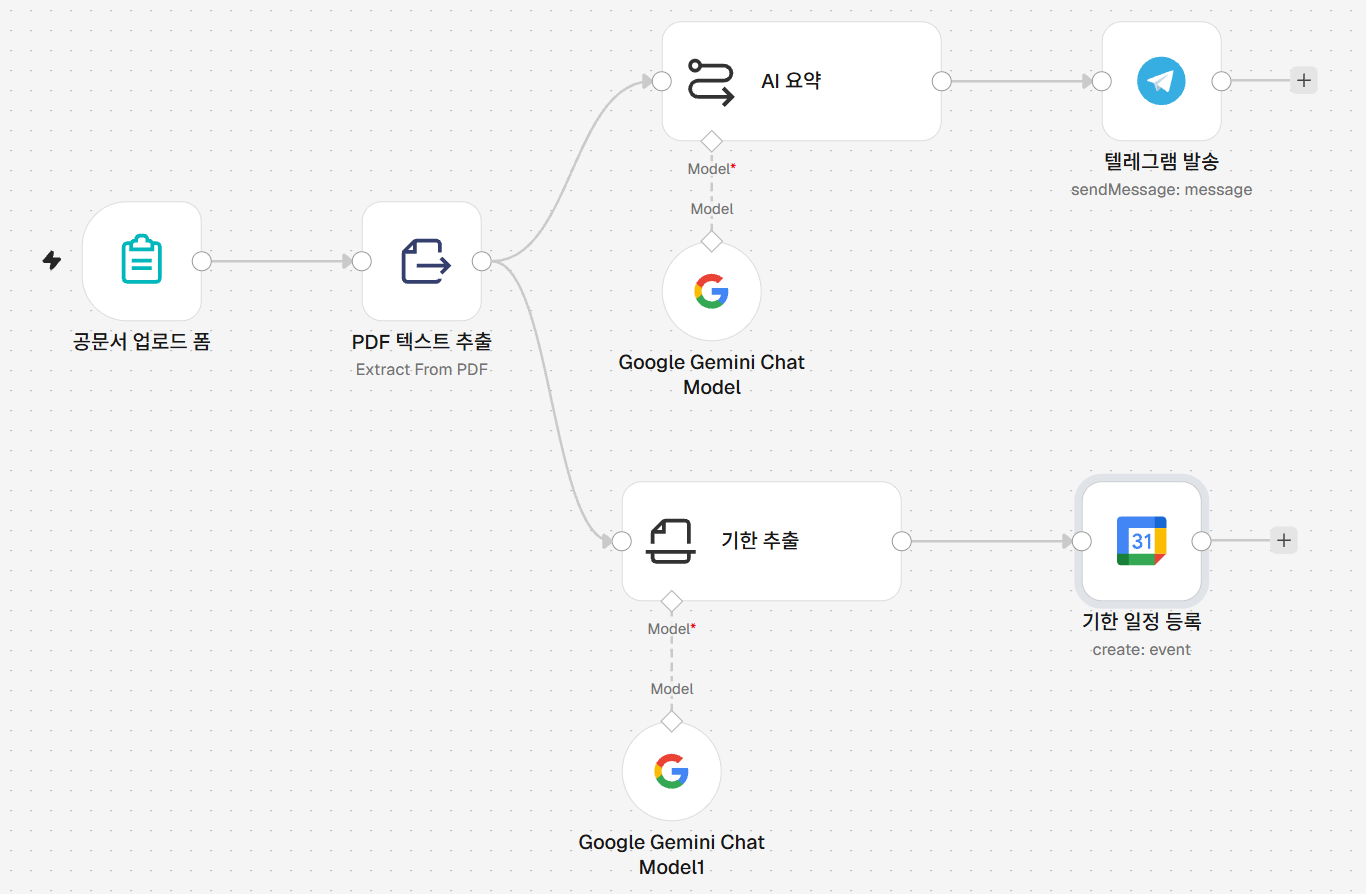 AI 요약
Model*
Model
Google Gemini Chat
Model
텔레그램 발송
sendMessage: message
공문서 업로드 폼
PDF 텍스트 추출
Extract From PDF
기한 추출
Model*
Model
Google Gemini Chat
Model1
31
기한 일정 등록
create: event